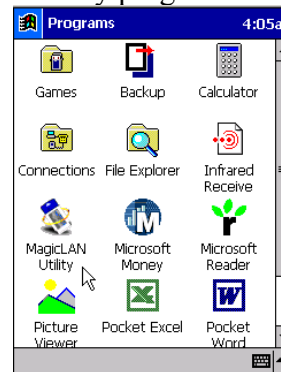 Programs 4:05a
Games Backup Calculator
Connections File Explorer Infrared
Receive
MagicLAN Microsoft Microsoft
Utility Money Reader
Picture Pocket Excel Pocket
Viewer Word